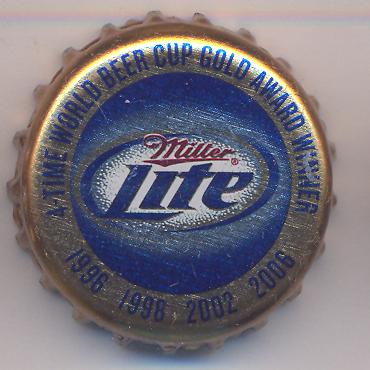 4-TIME WORLD BEER CUP GOLD AWARD WINNER
Miller®
Lite
1996 1998 2002 2006